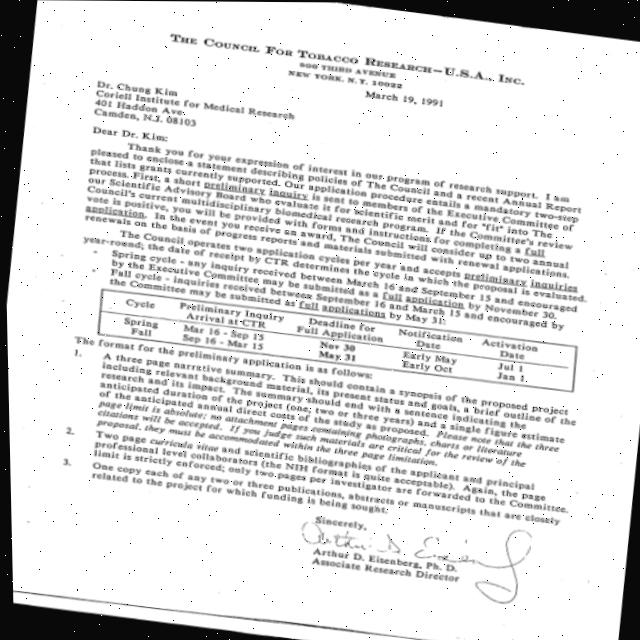 THE COUNCIL FOR TOBACCO RESEARCH—U.S.A., INC.
900 THIRD AVENUE
NEW YORK, N.Y. 10022
March 19, 1991
Dr. Chung Kim
Coriell Institute for Medical Research
401 Haddon Ave.
Camden, N.J. 08103
Dear Dr. Kim:
Thank you for your expression of interest in our program of research support. I am
pleased to enclose a statement describing policies of The Council and a recent Annual Report
that lists grants currently supported. Our application procedure entails a mandatory two-step
process. First, a short preliminary inquiry is sent to members of the Executive Committee of
our Scientific Advisory Board who evaluate it for scientific merit and for "fit" into The
Council's current multidisciplinary biomedical research program. If the Committee's review
vote is positive, you will be provided with forms and instructions for completing a full
application. In the event you receive an award, The Council will consider up to two annual
renewals on the basis of progress reports and materials submitted with renewal applications.
The Council operates two application cycles per year and accepts preliminary inquiries
year-round; the date of receipt by CTR determines the cycle in which the proposal is evaluated.
- Spring cycle - any inquiry received between March 16 and September 15 and encouraged
by the Executive Committee may be submitted as a full application by November 30.
- Fall cycle - inquiries received between September 16 and March 15 and encouraged by
the Committee may be submitted as full applications by May 31.
Cycle Preliminary Inquiry Deadline for Notification Activation
Arrival at CTR Full Application Date Date
Spring Mar 16 - Sep 15 Nov 30 Early May Jul 1
Fall Sep 16 - Mar 15 May 31 Early Oct Jan 1.
The format for the preliminary application is as follows:
1. A three page narrative summary. This should contain a synopsis of the proposed project
including relevant background material, its present status and goals, a brief outline of the
research and its impact. The summary should end with a sentence indicating the
anticipated duration of the project (one, two or three years) and a single figure estimate
of the anticipated annual direct costs of the study as proposed. Please note that the three
page limit is absolute; no attachment pages containing photographs, charts or literature
citations will be accepted. If you judge such materials are critical for the review of the
proposal, they must be accommodated within the three page limitation.
2. Two page curricula vitae and scientific bibliographies of the applicant and principal
professional level collaborators (the NIH format is quite acceptable). Again, the page
limit is strictly enforced; only two pages per investigator are forwarded to the Committee.
3. One copy each of any two or three publications, abstracts or manuscripts that are closely
related to the project for which funding is being sought.
Sincerely,
Arthur D. Eisenberg
Arthur D. Eisenberg, Ph. D.
Associate Research Director